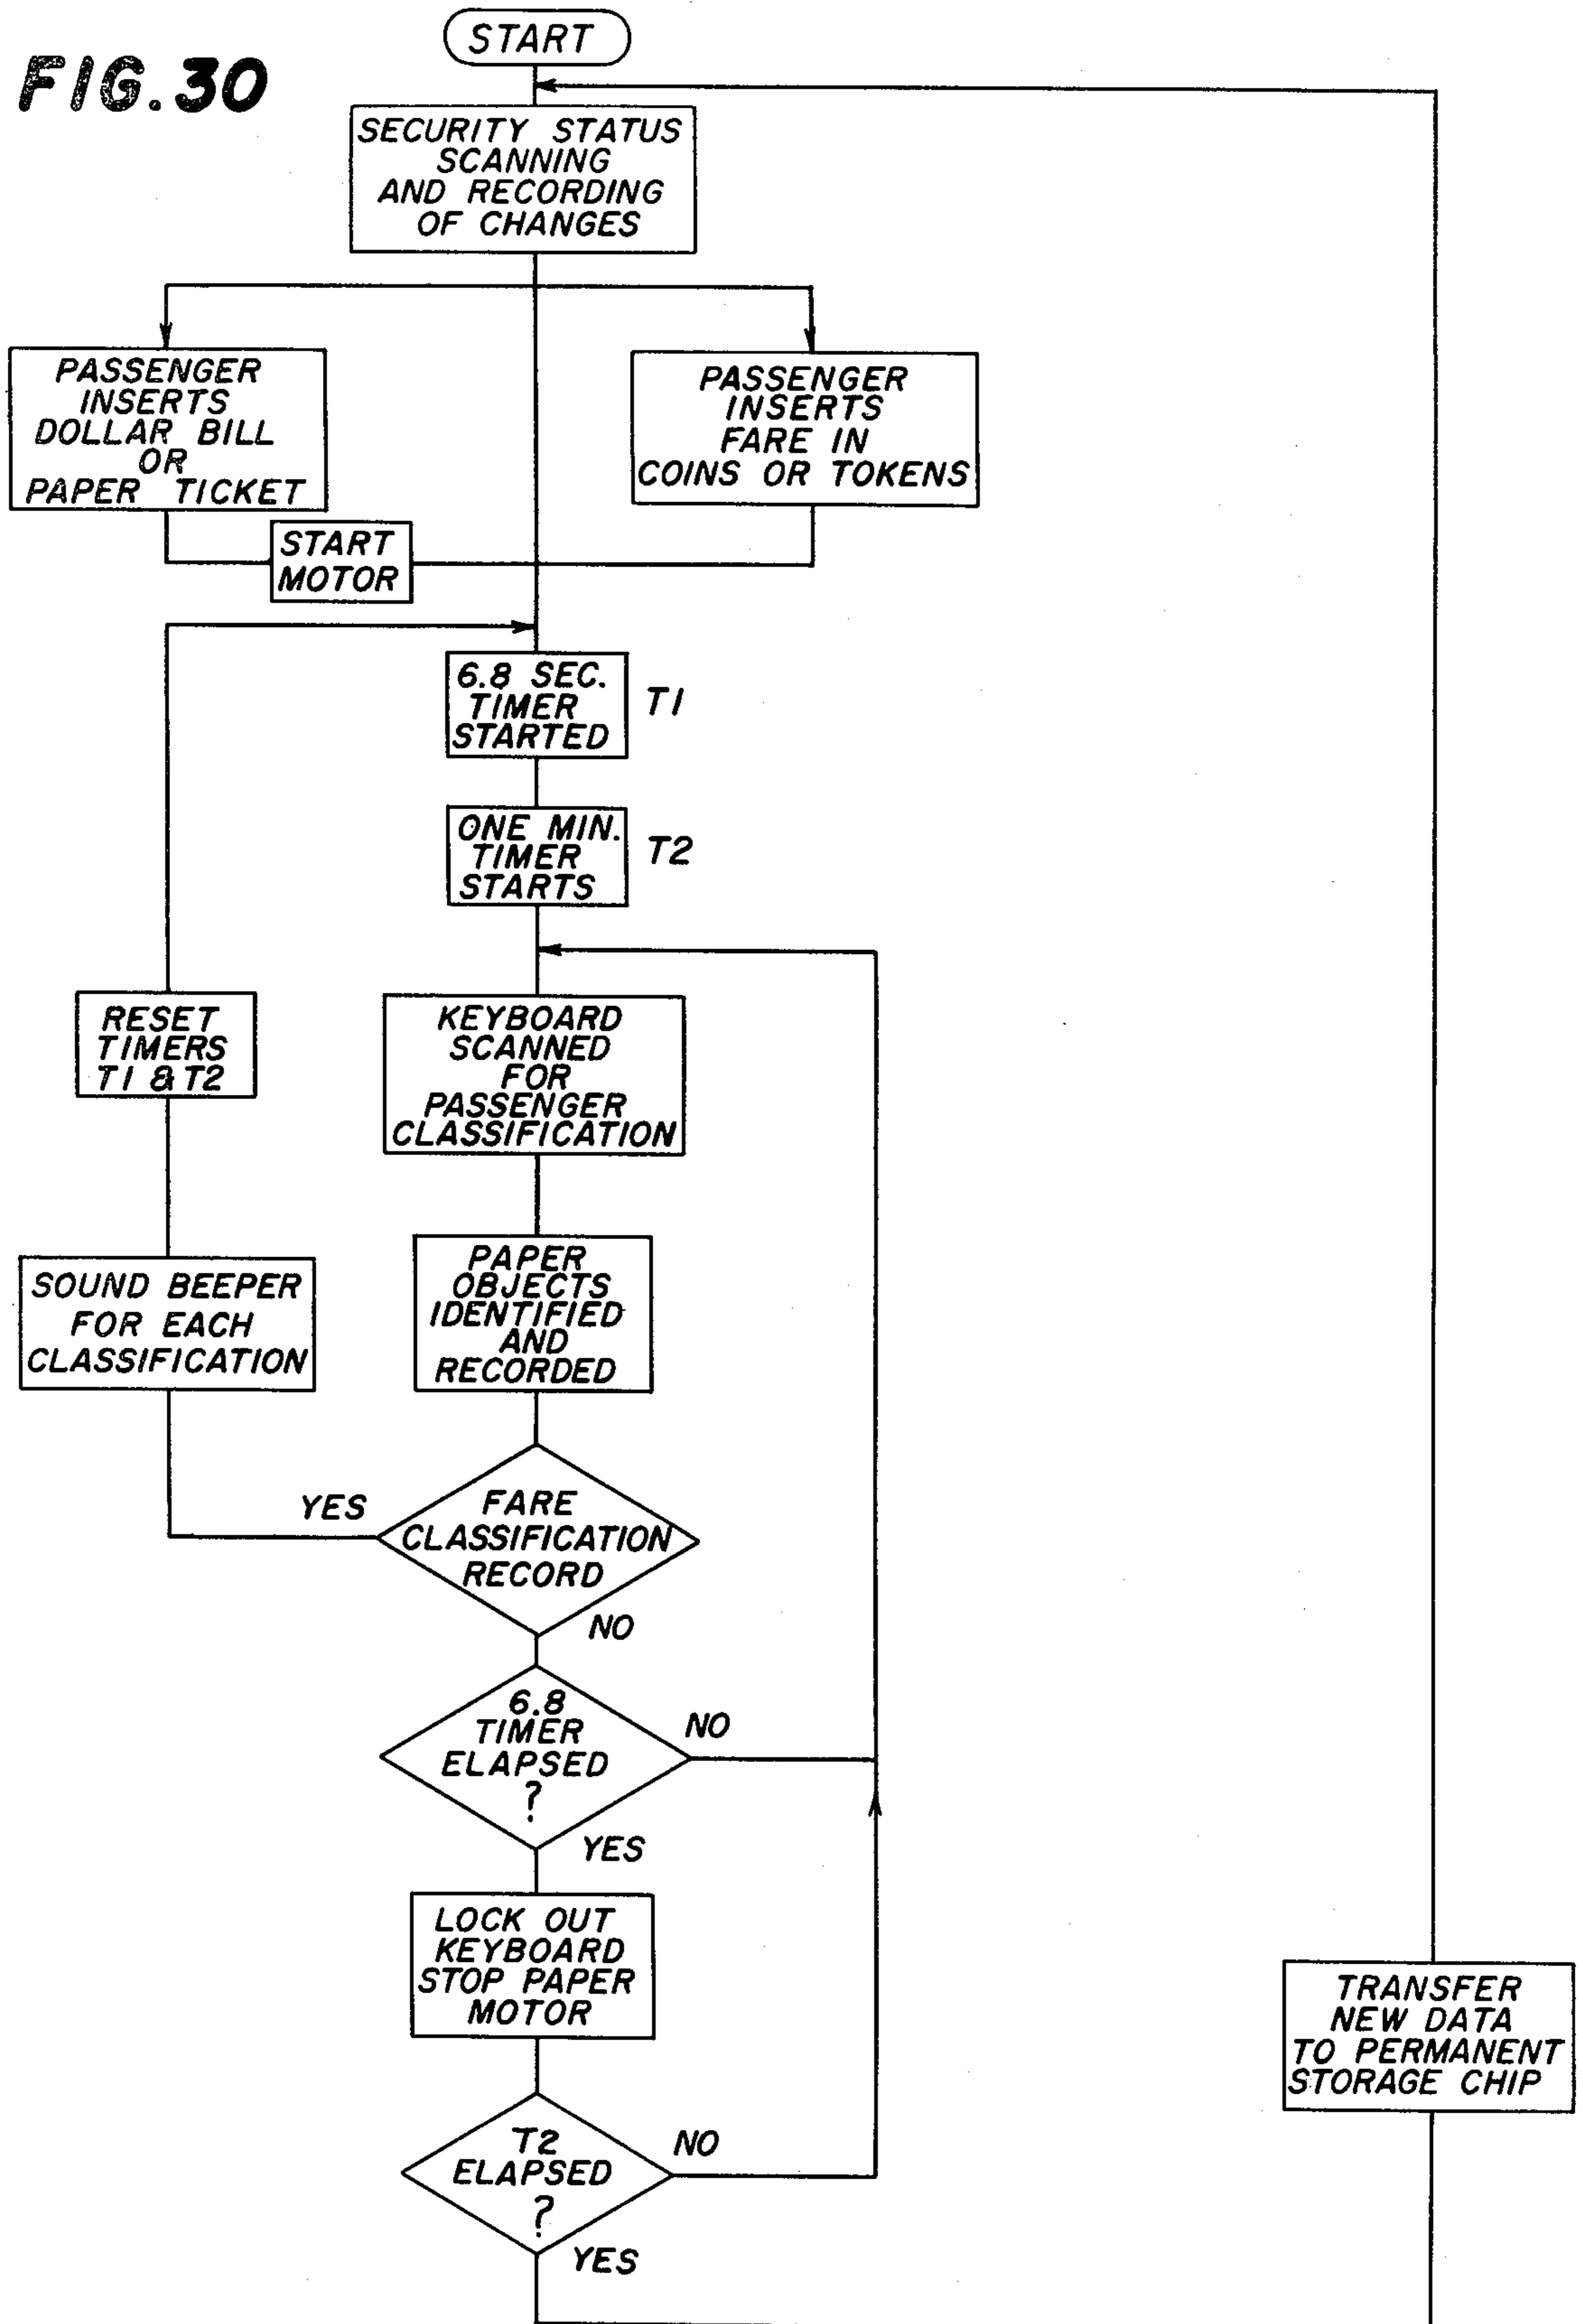 FIG.30
START
SECURITY STATUS
SCANNING
AND RECORDING
OF CHANGES
PASSENGER
INSERTS
DOLLAR BILL
OR
PAPER TICKET
PASSENGER
INSERTS
FARE IN
COINS OR TOKENS
START
MOTOR
6.8 SEC.
TIMER
STARTED
T1
ONE MIN.
TIMER
STARTS
T2
RESET
TIMERS
T1 & T2
KEYBOARD
SCANNED
FOR
PASSENGER
CLASSIFICATION
SOUND BEEPER
FOR EACH
CLASSIFICATION
PAPER
OBJECTS
IDENTIFIED
AND
RECORDED
YES
FARE
CLASSIFICATION
RECORD
NO
6.8
TIMER
ELAPSED
?
NO
YES
LOCK OUT
KEYBOARD
STOP PAPER
MOTOR
TRANSFER
NEW DATA
TO PERMANENT
STORAGE CHIP
T2
ELAPSED
?
NO
YES